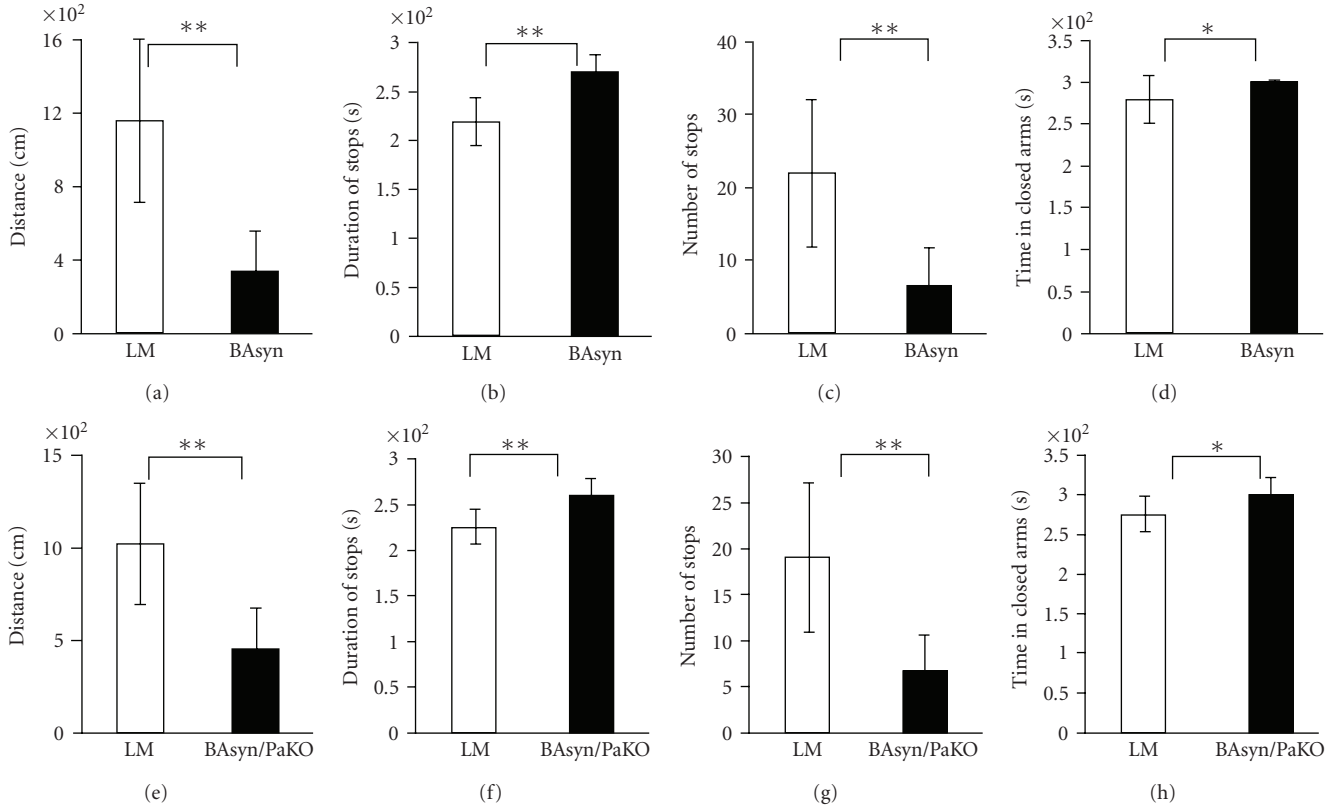 ×10²
16
12
8
4
0
Distance (cm)
**
LM
BAsyn
(a)
×10²
3
2.5
2
1.5
1
0.5
0
Duration of stops (s)
**
LM
BAsyn
(b)
40
30
20
10
0
Number of stops
**
LM
BAsyn
(c)
×10²
3.5
3
2.5
2
1.5
1
0.5
0
Time in closed arms (s)
*
LM
BAsyn
(d)
×10²
15
10
5
0
Distance (cm)
**
LM
BAsyn/PaKO
(e)
×10²
3
2.5
2
1.5
1
0.5
0
Duration of stops (s)
**
LM
BAsyn/PaKO
(f)
30
25
20
15
10
5
0
Number of stops
**
LM
BAsyn/PaKO
(g)
×10²
3.5
3
2.5
2
1.5
1
0.5
0
Time in closed arms (s)
*
LM
BAsyn/PaKO
(h)